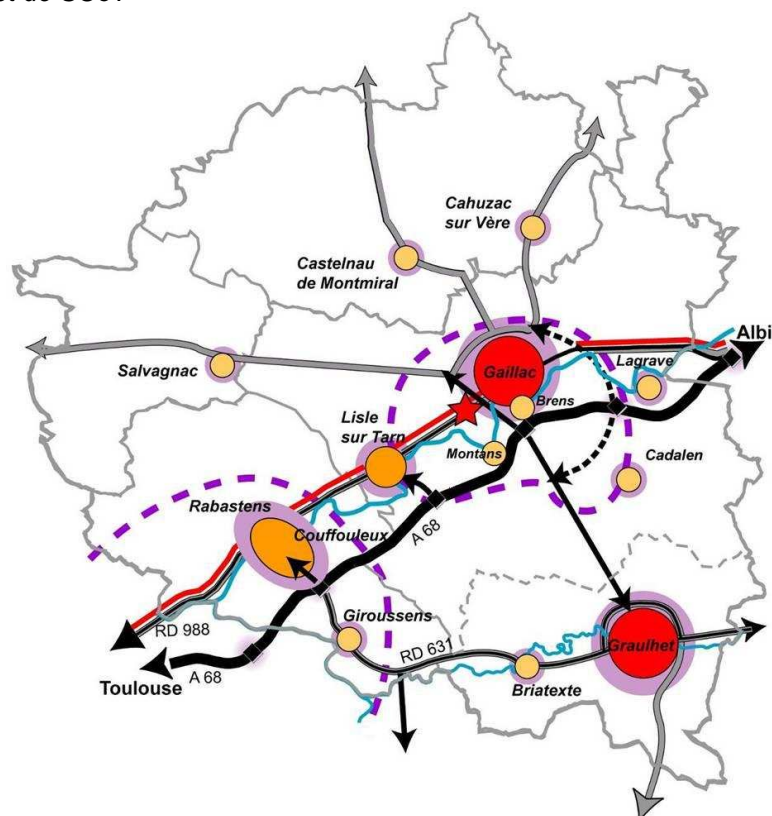 Cahuzac
sur Vère
Castelnau
de Montmiral
Albi
Salvagnac
Gaillac
Lagrave
Brens
Lisle
sur Tarn
Montans
Cadalen
Rabastens
Couffouleux
A 68
Giroussens
RD 988
RD 631
Graulhet
Toulouse
A 68
Briatexte